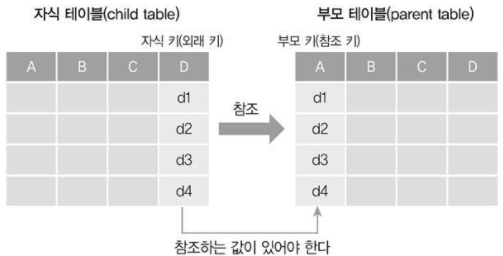 자식 테이블(child table) 부모 테이블(parent table)
자식 키(외래 키) 부모 키(참조 키)
A B C D A B C D
d1 d1
참조
d2 d2
d3 d3
d4 d4
참조하는 값이 있어야 한다